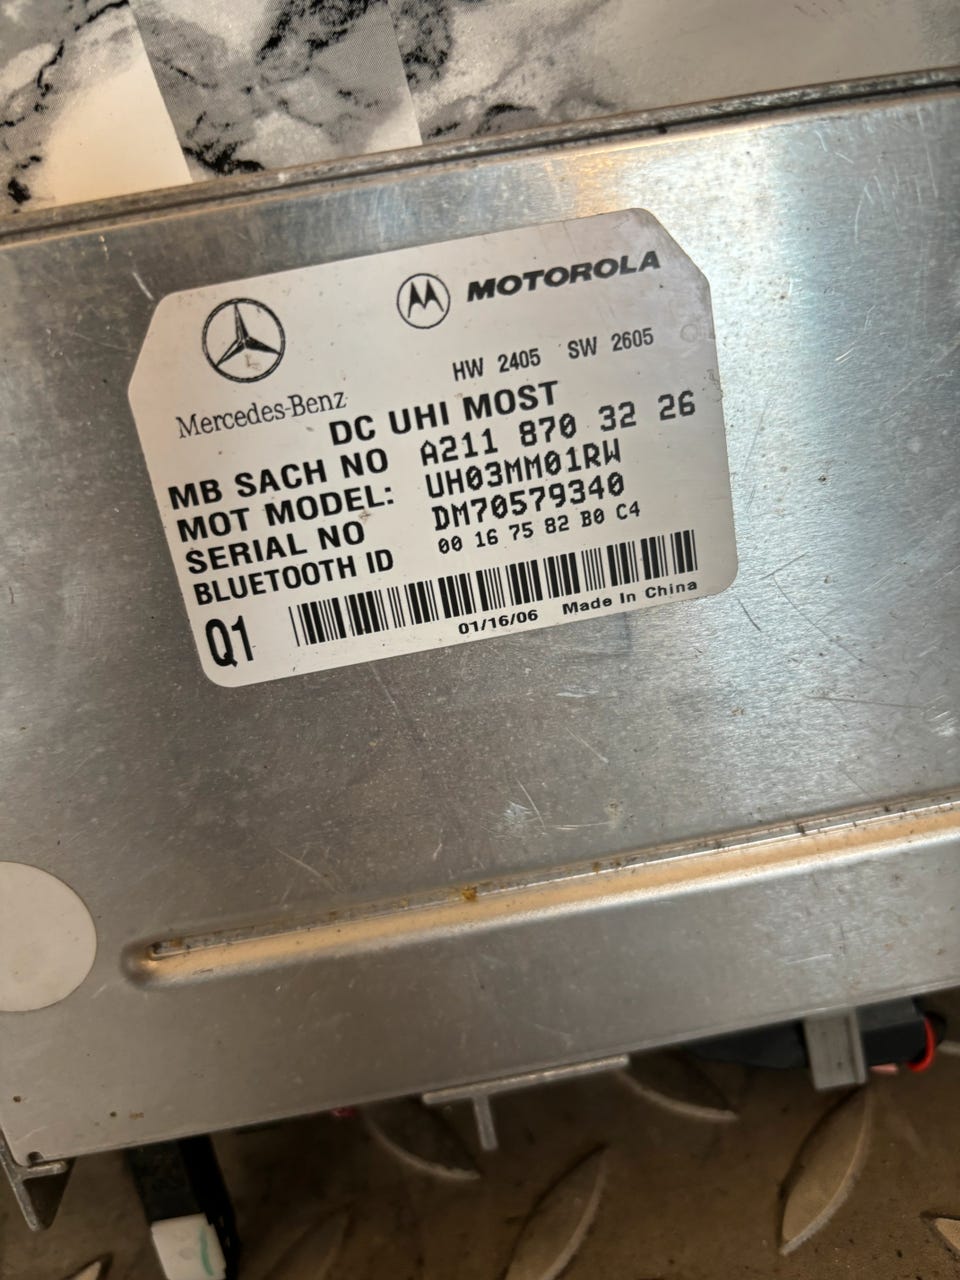 MOTOROLA
Mercedes-Benz
HW 2405 SW 2605
DC UHI MOST
MB SACH NO A211 870 32 26
MOT MODEL: UH03MM01RW
SERIAL NO DM70579340
BLUETOOTH ID 00 16 75 82 B0 C4
Q1
01/16/06 Made In China